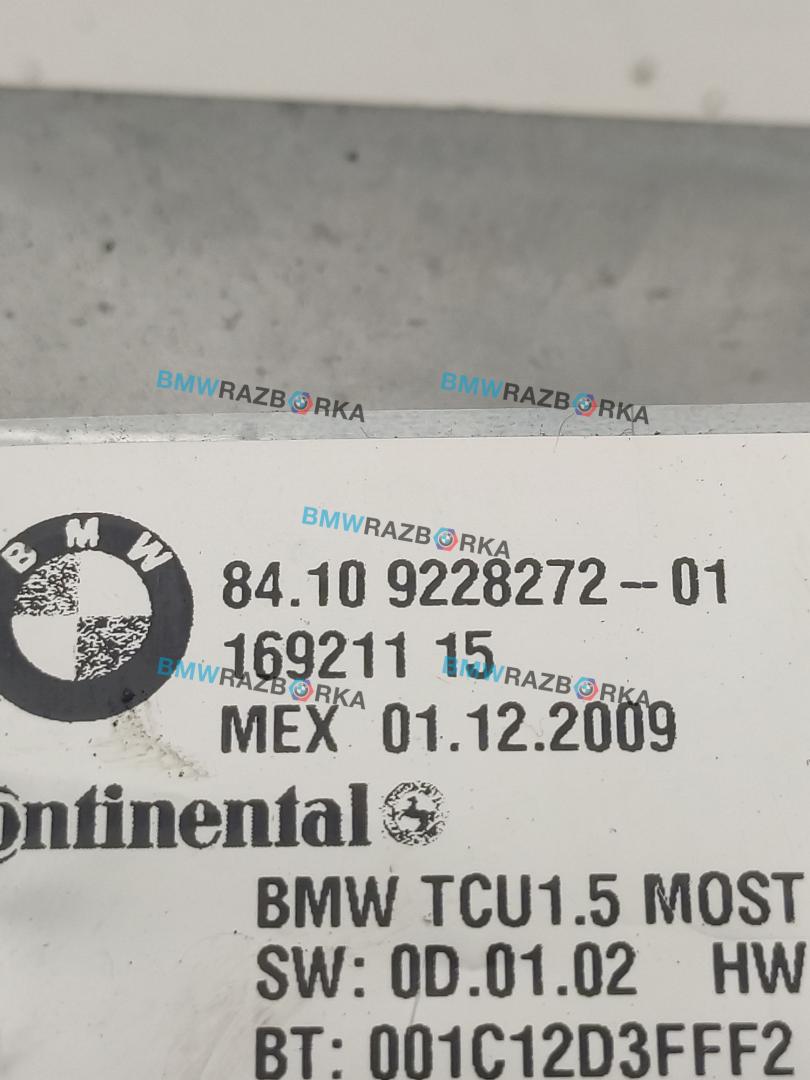 BMWRAZBORKA BMWRAZBORKA
BMWRAZBORKA
BMW
84.10 9228272-01
169211 15
BMWRAZBORKA BMWRAZBORKA
MEX 01.12.2009
Continental
BMW TCU1.5 MOST
SW: 0D.01.02 HW
BT: 001C12D3FFF2